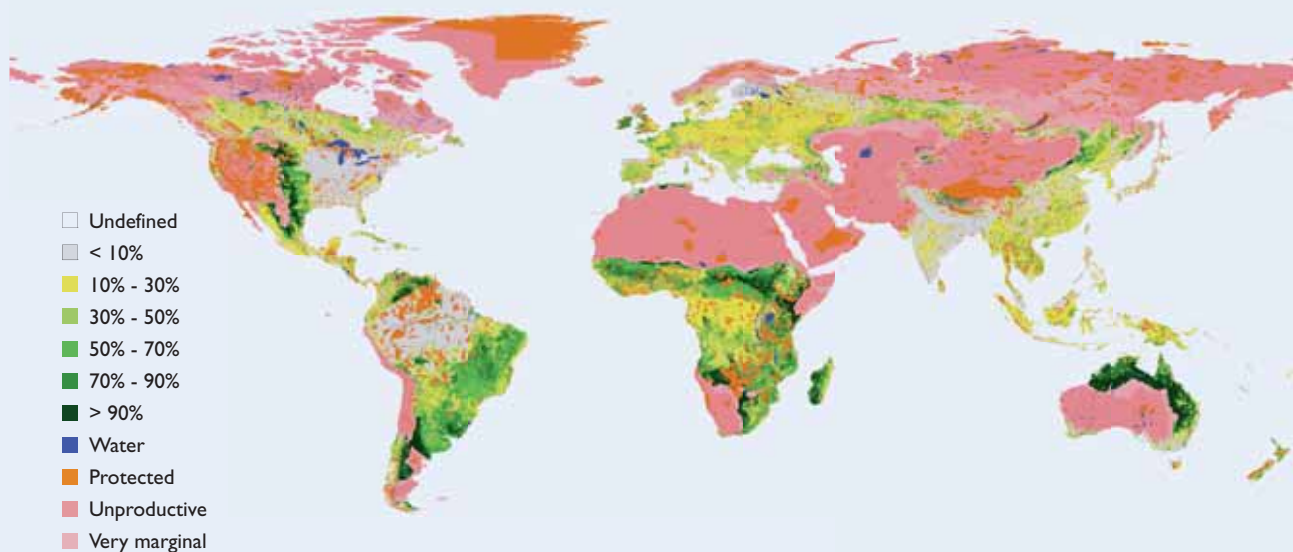 Undefined
< 10%
10% - 30%
30% - 50%
50% - 70%
70% - 90%
> 90%
Water
Protected
Unproductive
Very marginal